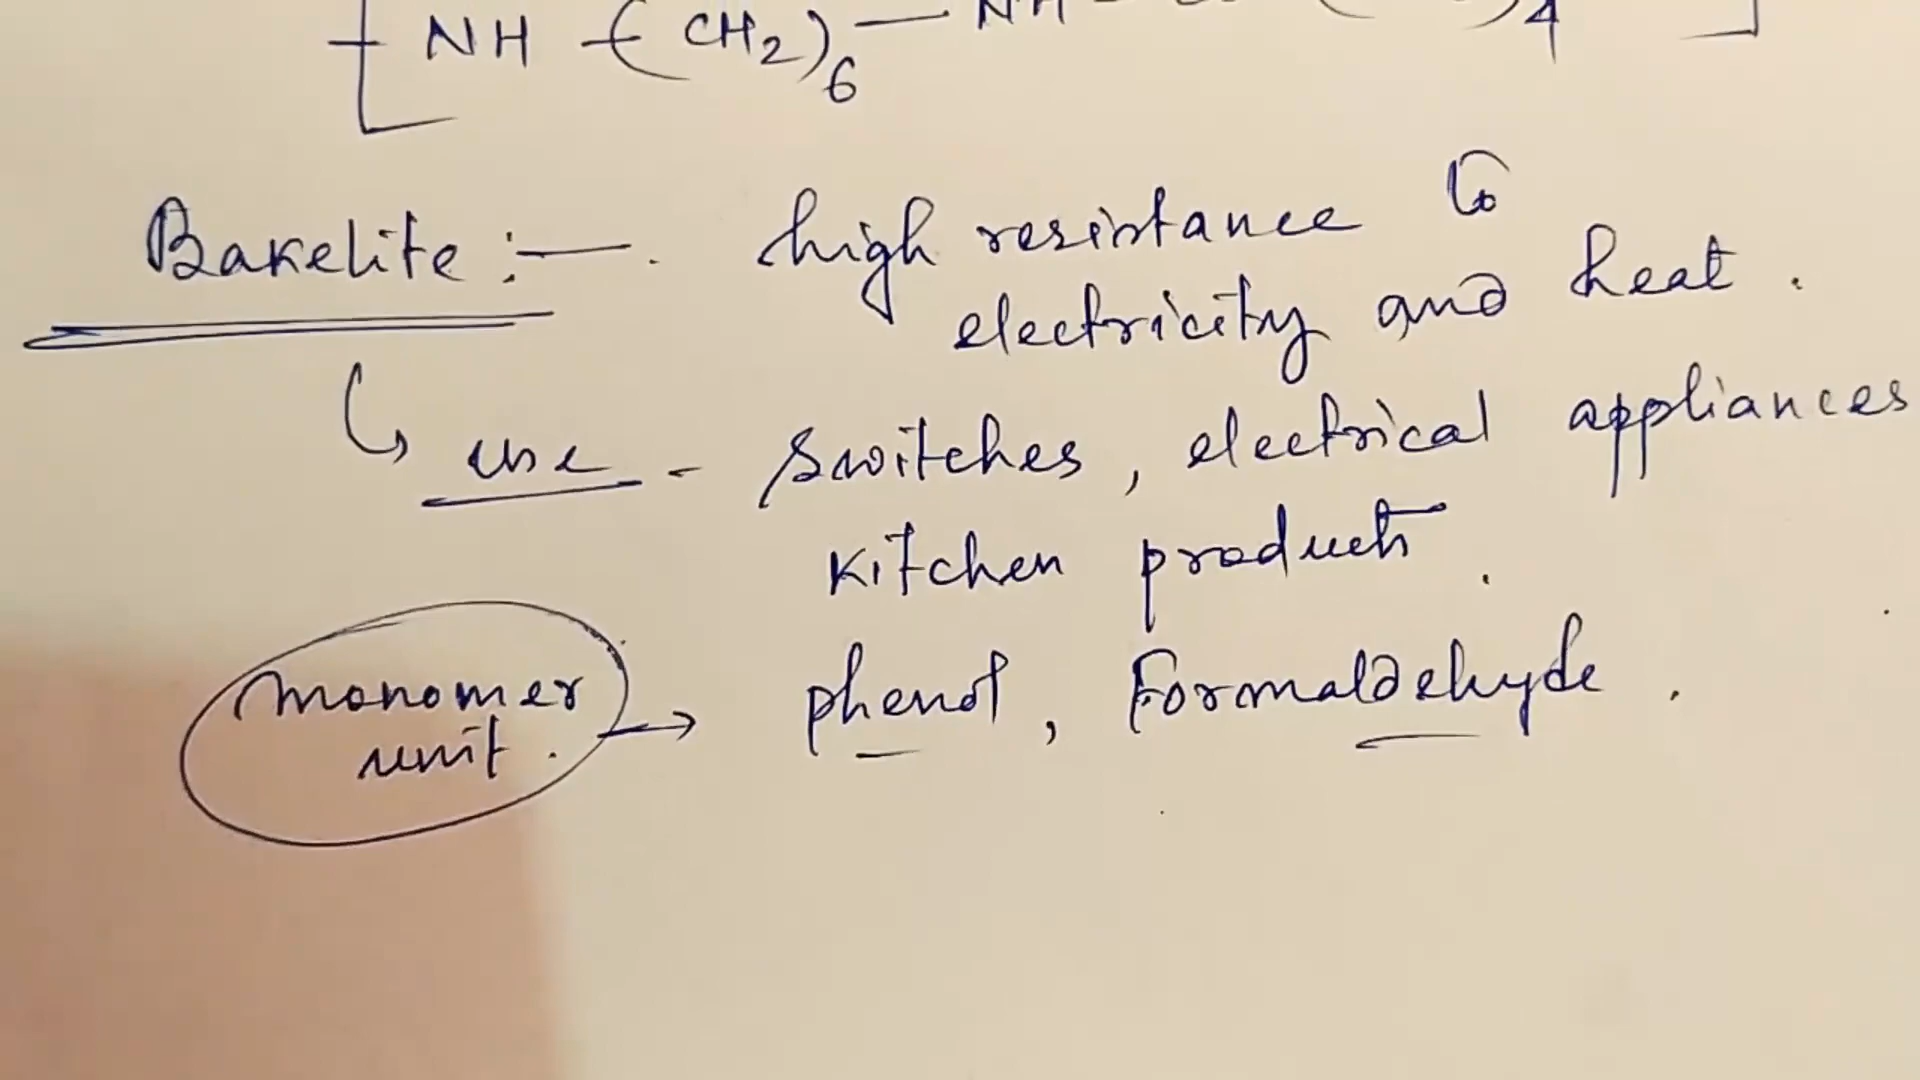 NH -( CH2 )6 — NH 4 ]
Bakelite :— . high resistance to
electricity and heat .
use - switches , electrical appliances
kitchen products .
monomer → phenol , Formaldehyde .
unit .